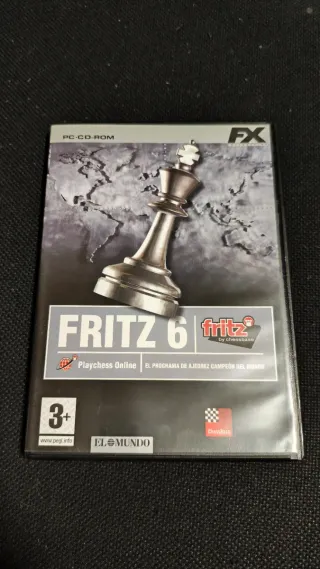 PC CD-ROM
FX
FRITZ 6
fritz
by chessbase
Playchess Online
EL PROGRAMA DE AJEDREZ CAMPEÓN DEL MUNDO
3+
www.pegi.info
EL MUNDO
ChessBase